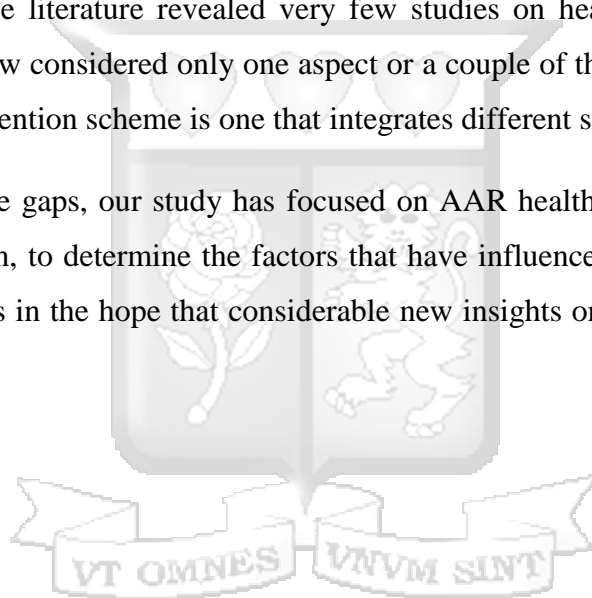 e literature revealed very few studies on hea
w considered only one aspect or a couple of th
ention scheme is one that integrates different s
e gaps, our study has focused on AAR health
n, to determine the factors that have influence
s in the hope that considerable new insights or
VT OMNES VNVM SINT